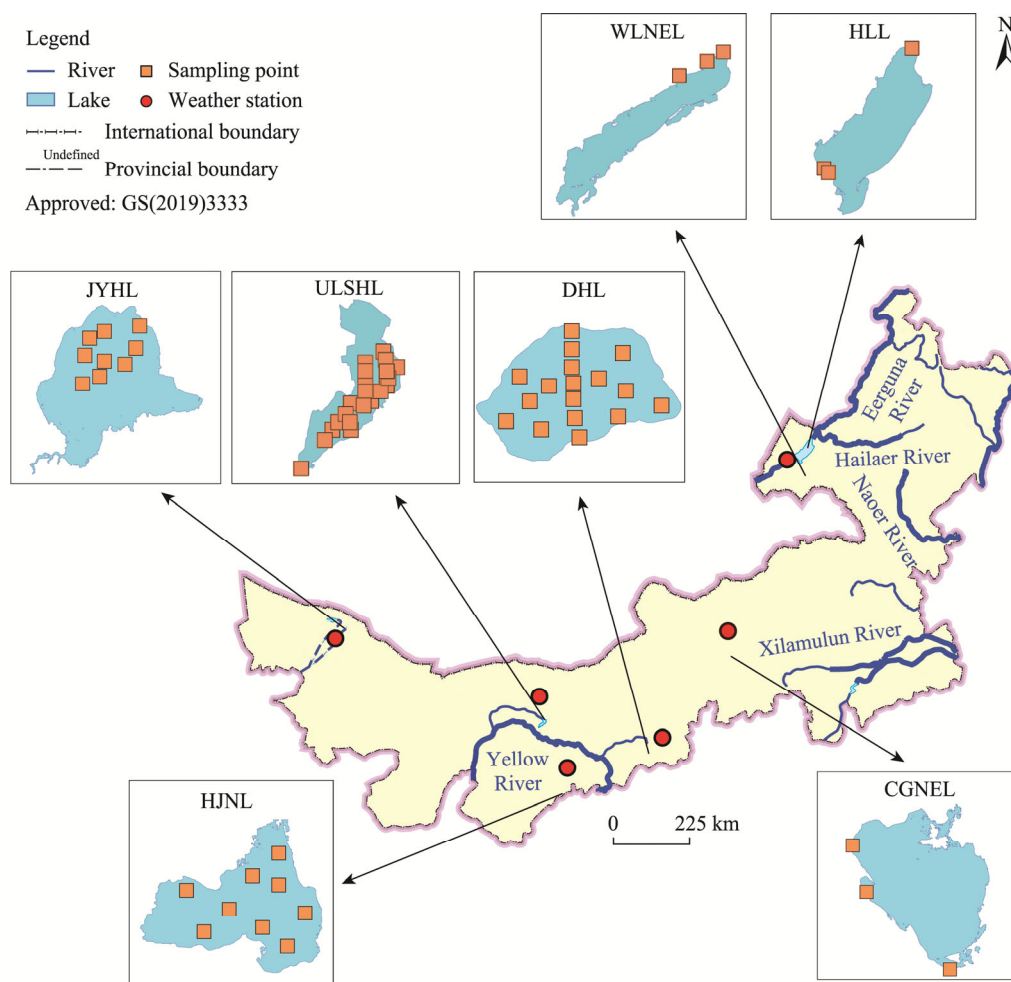 Legend
River
Sampling point
Lake
Weather station
International boundary
Undefined
Provincial boundary
Approved: GS(2019)3333
WLNEL
HLL
N
JYHL
ULSHL
DHL
Eerguna
River
Hailaer River
Naoer River
Xilamulun River
Yellow
River
0 225 km
HJNL
CGNEL